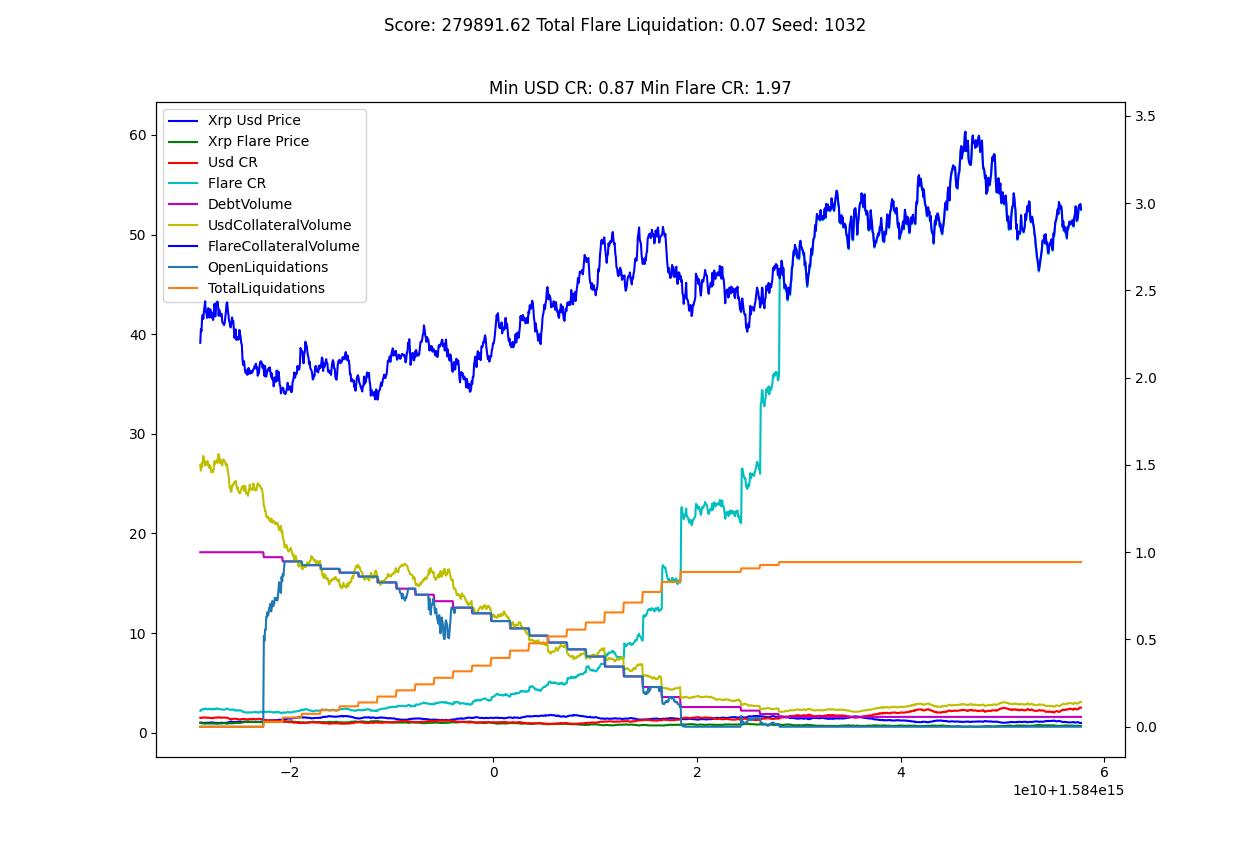 Score: 279891.62 Total Flare Liquidation: 0.07 Seed: 1032
Min USD CR: 0.87 Min Flare CR: 1.97
Xrp Usd Price
Xrp Flare Price
Usd CR
Flare CR
DebtVolume
UsdCollateralVolume
FlareCollateralVolume
OpenLiquidations
TotalLiquidations
60
50
40
30
20
10
0
3.5
3.0
2.5
2.0
1.5
1.0
0.5
0.0
−2
0
2
4
6
1e10+1.584e15